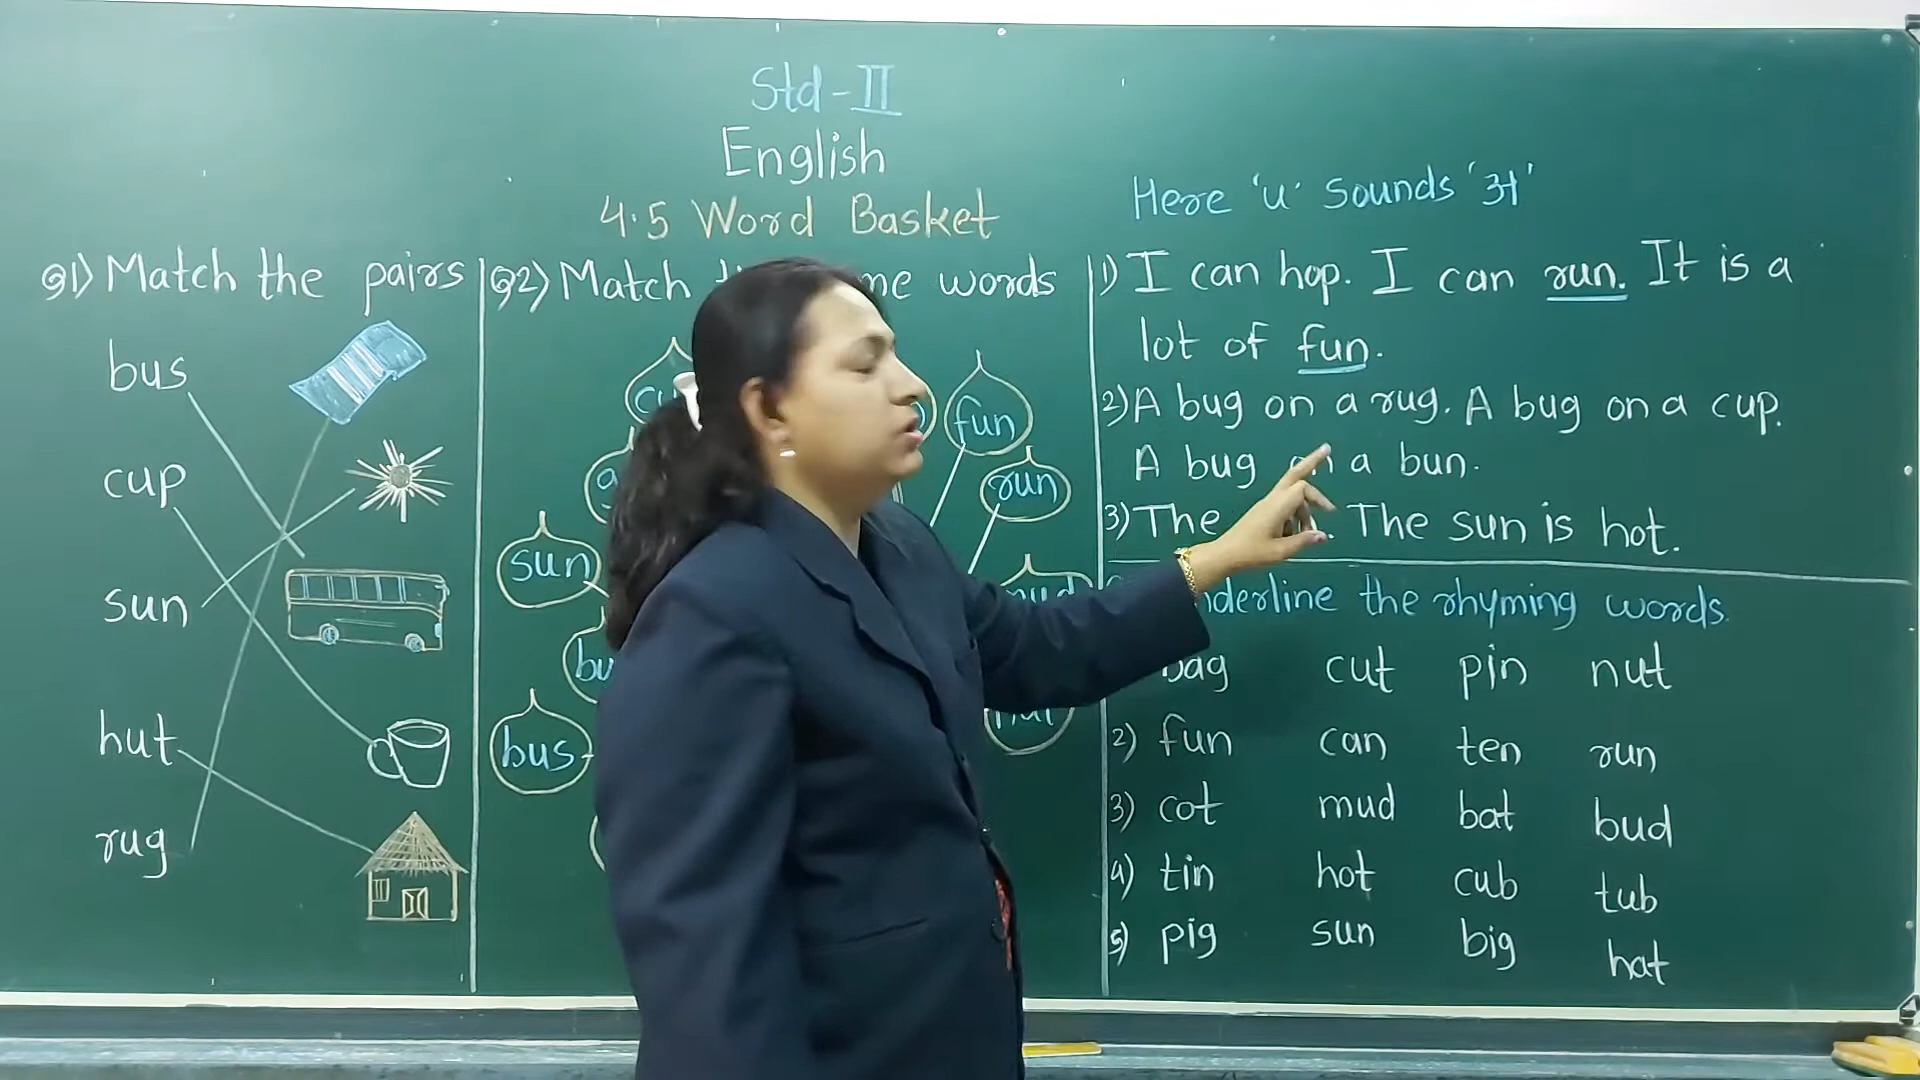 Std-II
English
4.5 Word Basket
Q1) Match the pairs
bus
cup
sun
hut
rug
Q2) Match words
fun
run
sun
bus
Here 'u' sounds 'अ'
1) I can hop. I can run. It is a
lot of fun.
2) A bug on a rug. A bug on a cup.
A bug on a bun.
3) The The sun is hot.
the rhyming words
bag cut pin nut
2) fun can ten run
3) cot mud bat bud
4) tin hot cub tub
5) pig sun big hat